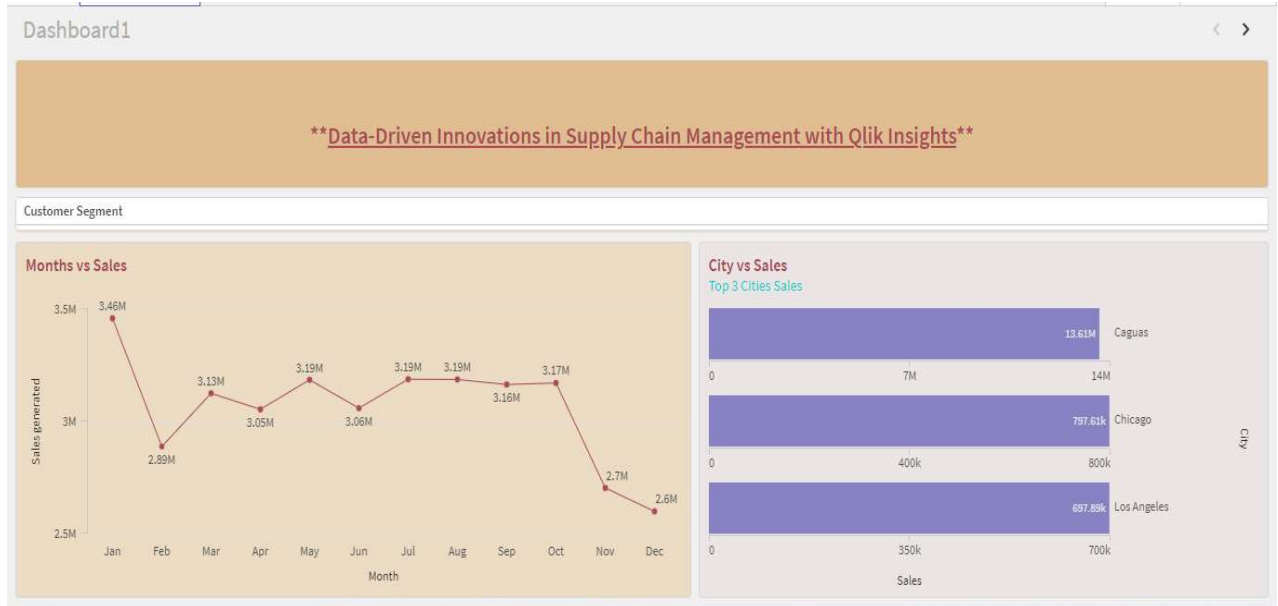 Dashboard1
**Data-Driven Innovations in Supply Chain Management with Qlik Insights**
Customer Segment
Months vs Sales
3.5M
3M
2.5M
Sales generated
3.46M
2.89M
3.13M
3.05M
3.19M
3.06M
3.19M
3.19M
3.16M
3.17M
2.7M
2.6M
Jan Feb Mar Apr May Jun Jul Aug Sep Oct Nov Dec
Month
City vs Sales
Top 3 Cities Sales
13.61M Caguas
0 7M 14M
797.61k Chicago
0 400k 800k
697.89k Los Angeles
0 350k 700k
Sales
City